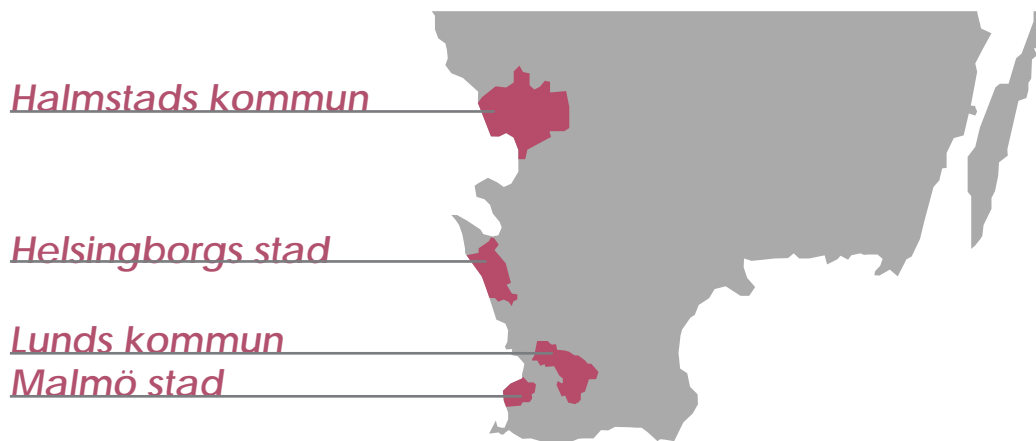 Halmstads kommun
Helsingborgs stad
Lunds kommun
Malmö stad